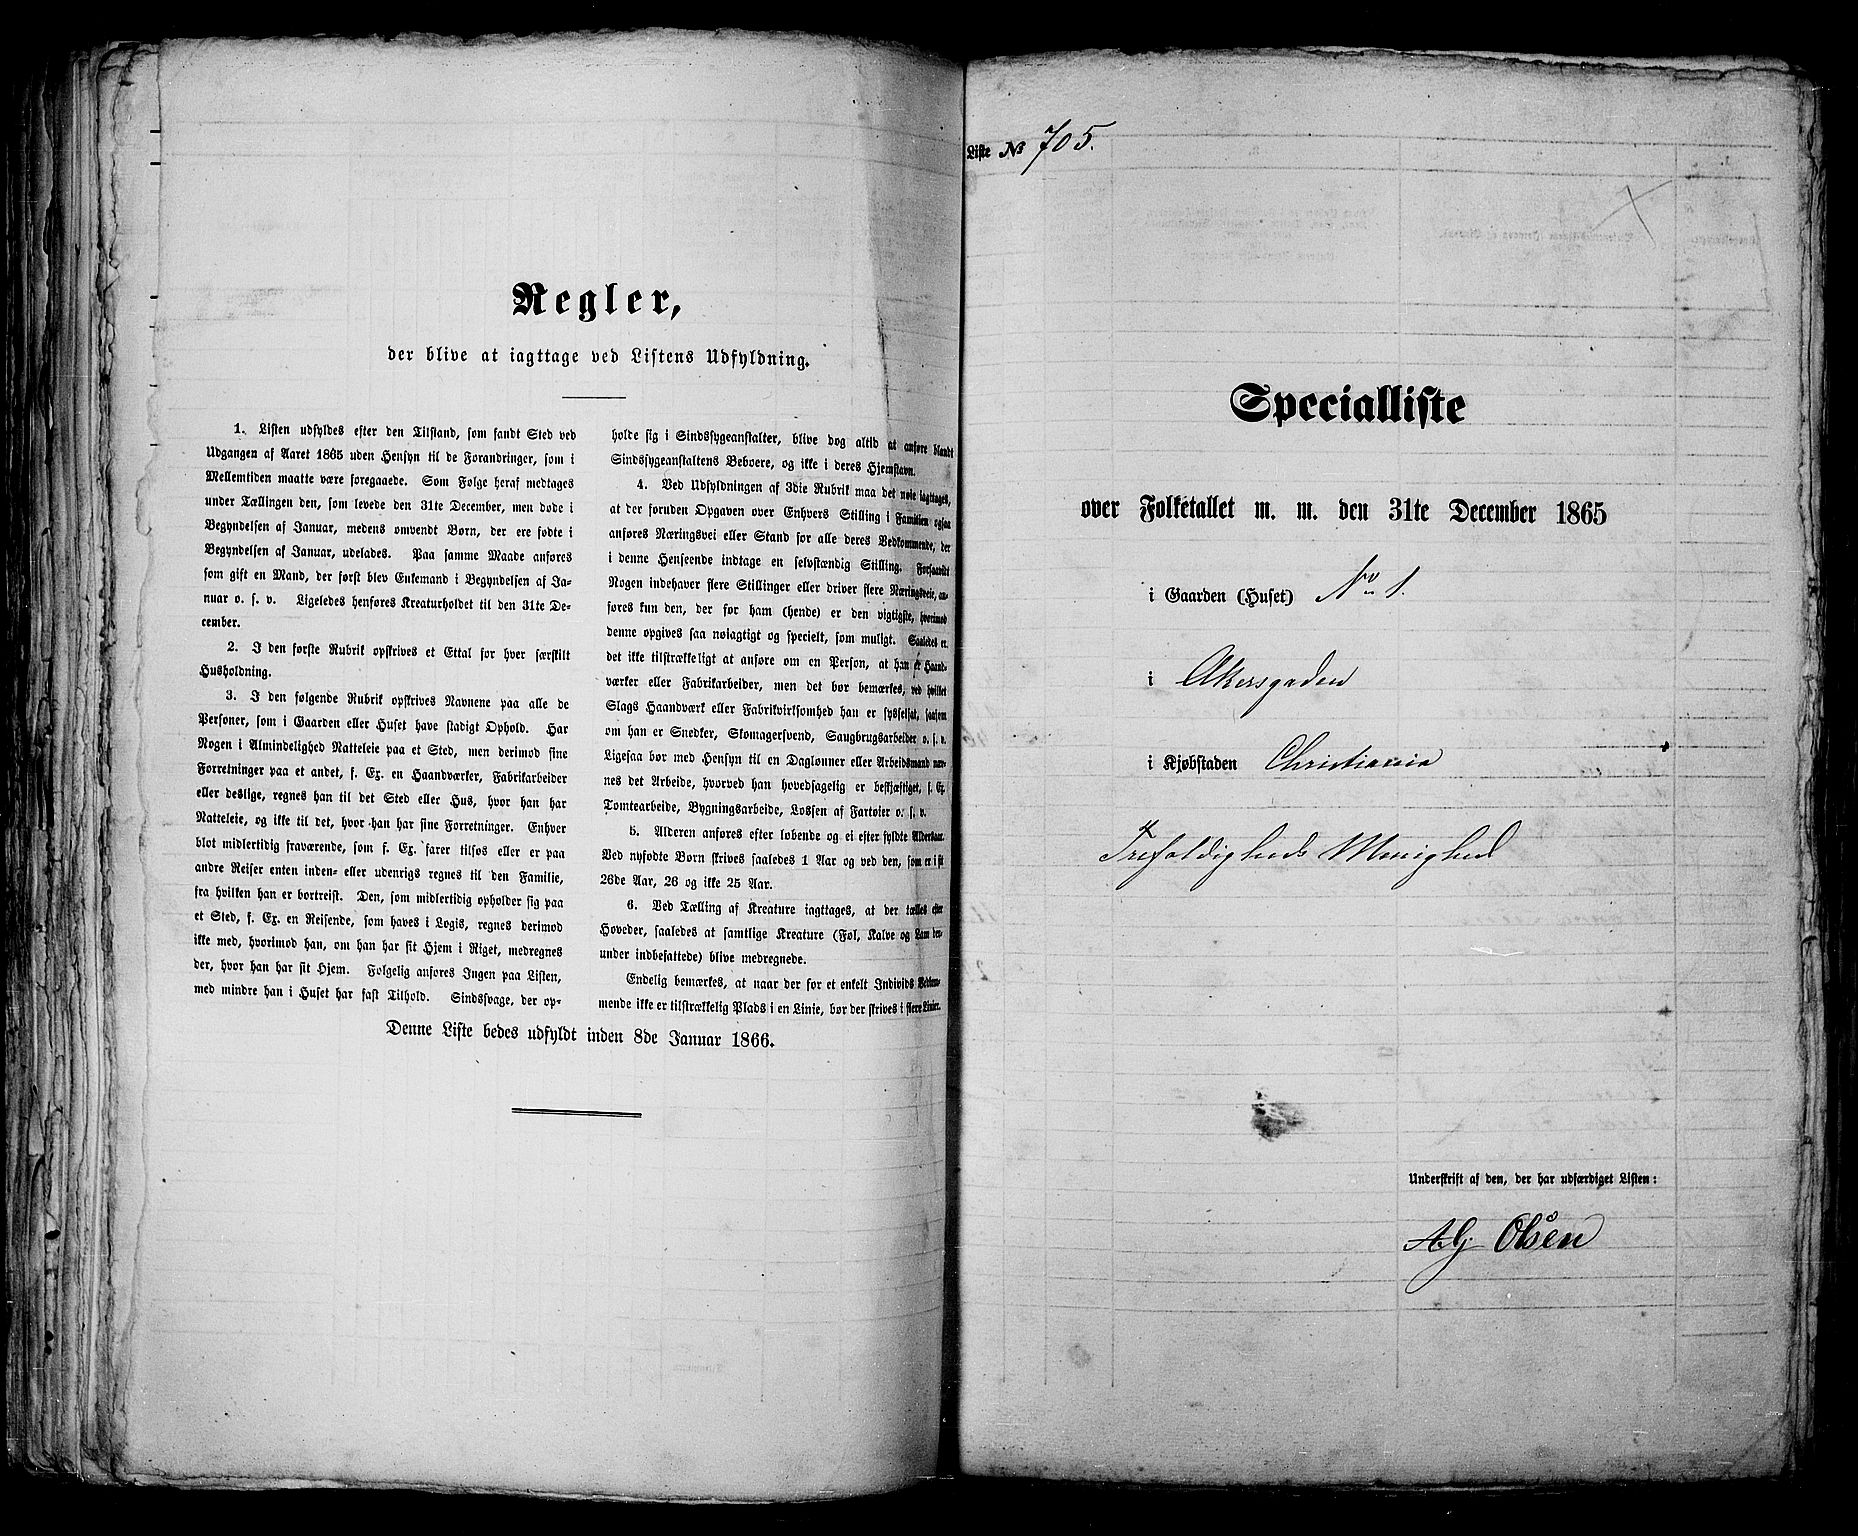 Regler,
der blive at iagttage ved Listens Udfyldning.
1. Listen udfyldes efter den Tilstand, som fandt Sted ved
Udgangen af Aaret 1865 uden Hensyn til de Forandringer, som i
Mellemtiden maatte være foregaaede. Som Følge heraf medtages
under Tællingen den, som levede den 31te December, men døde i
Begyndelsen af Januar, medens omvendt Børn, der ere fødte i
Begyndelsen af Januar, udelades. Paa samme Maade anføres
som gift en Mand, der først blev Enkemand i Begyndelsen af Ja-
nuar o. s. v. Ligeledes henføres Kreaturholdet til den 31te De-
cember.
2. I den første Rubrik opskrives et Ettal for hver særskilt
Husholdning.
3. I den følgende Rubrik opskrives Navnene paa alle de
Personer, som i Gaarden eller Huset have stadigt Ophold. Har
Nogen i Almindelighed Natteleie paa et Sted, men derimod sine
Forretninger paa et andet, f. Ex. en Haandværker, Fabrikarbeider
eller deslige, regnes han til det Sted eller Hus, hvor han har
Natteleie, og ikke til det, hvor han har sine Forretninger. Enhver
blot midlertidig fraværende, som f. Ex. farer tilsøs eller er paa
andre Reiser enten inden- eller udenrigs regnes til den Familie,
fra hvilken han er bortreist. Den, som midlertidig opholder sig paa
et Sted, f. Ex. en Reisende, som haves i Logis, regnes derimod
ikke med, hvorimod han, om han har sit Hjem i Riget, medregnes
der, hvor han har sit Hjem. Følgelig anføres Ingen paa Listen,
med mindre han i Huset har fast Tilhold. Sindssvage, der op-
holde sig i Sindssygeanstalter, blive dog altid at anføre blandt
Sindssygeanstaltens Beboere, og ikke i deres Hjemstavn.
4. Ved Udfyldningen af 3die Rubrik maa det nøie iagttages,
at der foruden Opgaven over Enhvers Stilling i Familien ogsaa
anføres Næringsvei eller Stand for alle deres Vedkommende, der
i denne Henseende indtage en selvstændig Stilling. Forsaavidt
Nogen indehaver flere Stillinger eller driver flere Næringsveie, an-
føres kun den, der for ham (hende) er den vigtigste, hvorimod
denne opgives saa nøiagtigt og specielt, som muligt. Saaledes er
det ikke tilstrækkeligt at anføre om en Person, at han er Haand-
værker eller Fabrikarbeider, men det bør bemærkes, ved hvilket
Slags Haandværk eller Fabrikvirksomhed han er sysselsat, saasom
om han er Snedker, Skomagersvend, Saugbrugsarbeider o. s. v.
Ligesaa bør med Hensyn til en Daglønner eller Arbeidsmand næv-
nes det Arbeide, hvorved han hovedsagelig er beskjæftiget, f. Ex.
Tomtearbeide, Bygningsarbeide, Lossen af Fartøier o. s. v.
5. Alderen anføres efter løbende og ei efter fyldte Aldersaar.
Ved nyfødte Børn skrives saaledes 1 Aar og ved den, som er i sit
26de Aar, 26 og ikke 25 Aar.
6. Ved Tælling af Kreature iagttages, at der tælles efter
Hoveder, saaledes at samtlige Kreature (Føl, Kalve og Lam der-
under indbefattede) blive medregnede.
Endelig bemærkes, at naar der for et enkelt Individs Vedkom-
mende ikke er tilstrækkelig Plads i en Linie, bør der skrives i flere Linier.
Denne Liste bedes udfyldt inden 8de Januar 1866.
Liste № 705.
Specialliste
over Folketallet m. m. den 31te December 1865
i Gaarden (Huset) No 1.
i Akersgaden
i Kjøbstaden Christiania
Trefoldigheds Menighed
Underskrift af den, der har udfærdiget Listen:
Olsen